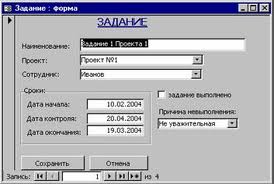 Задание : форма
ЗАДАНИЕ
Наименование: Задание 1 Проекта 1
Проект: Проект №1
Сотрудник: Иванов
Сроки:
Дата начала: 10.02.2004
Дата контроля: 20.04.2004
Дата окончания: 19.03.2004
задание выполнено
Причина невыполнения:
Не уважительная
Сохранить Отмена
Запись: 1 из 4